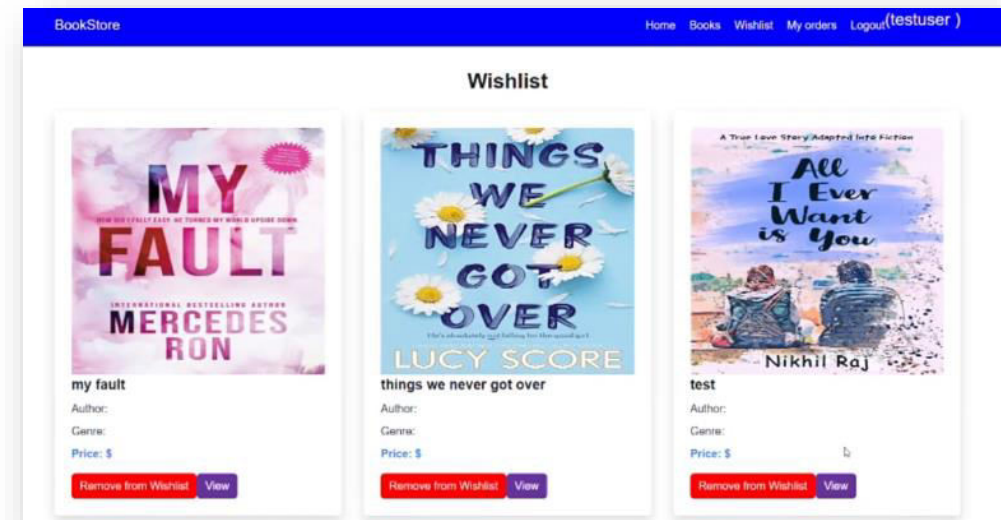 BookStore
Home Books Wishlist My orders Logout(testuser )
Wishlist
MY
FAULT
INTERNATIONAL BESTSELLING AUTHOR
MERCEDES
RON
my fault
Author:
Genre:
Price: $
Remove from Wishlist View
THINGS
WE
NEVER
GOT
OVER
LUCY SCORE
things we never got over
Author:
Genre:
Price: $
Remove from Wishlist View
A True Love Story Adapted Into Fiction
All
I Ever
Want
is You
Nikhil Raj
test
Author:
Genre:
Price: $
Remove from Wishlist View